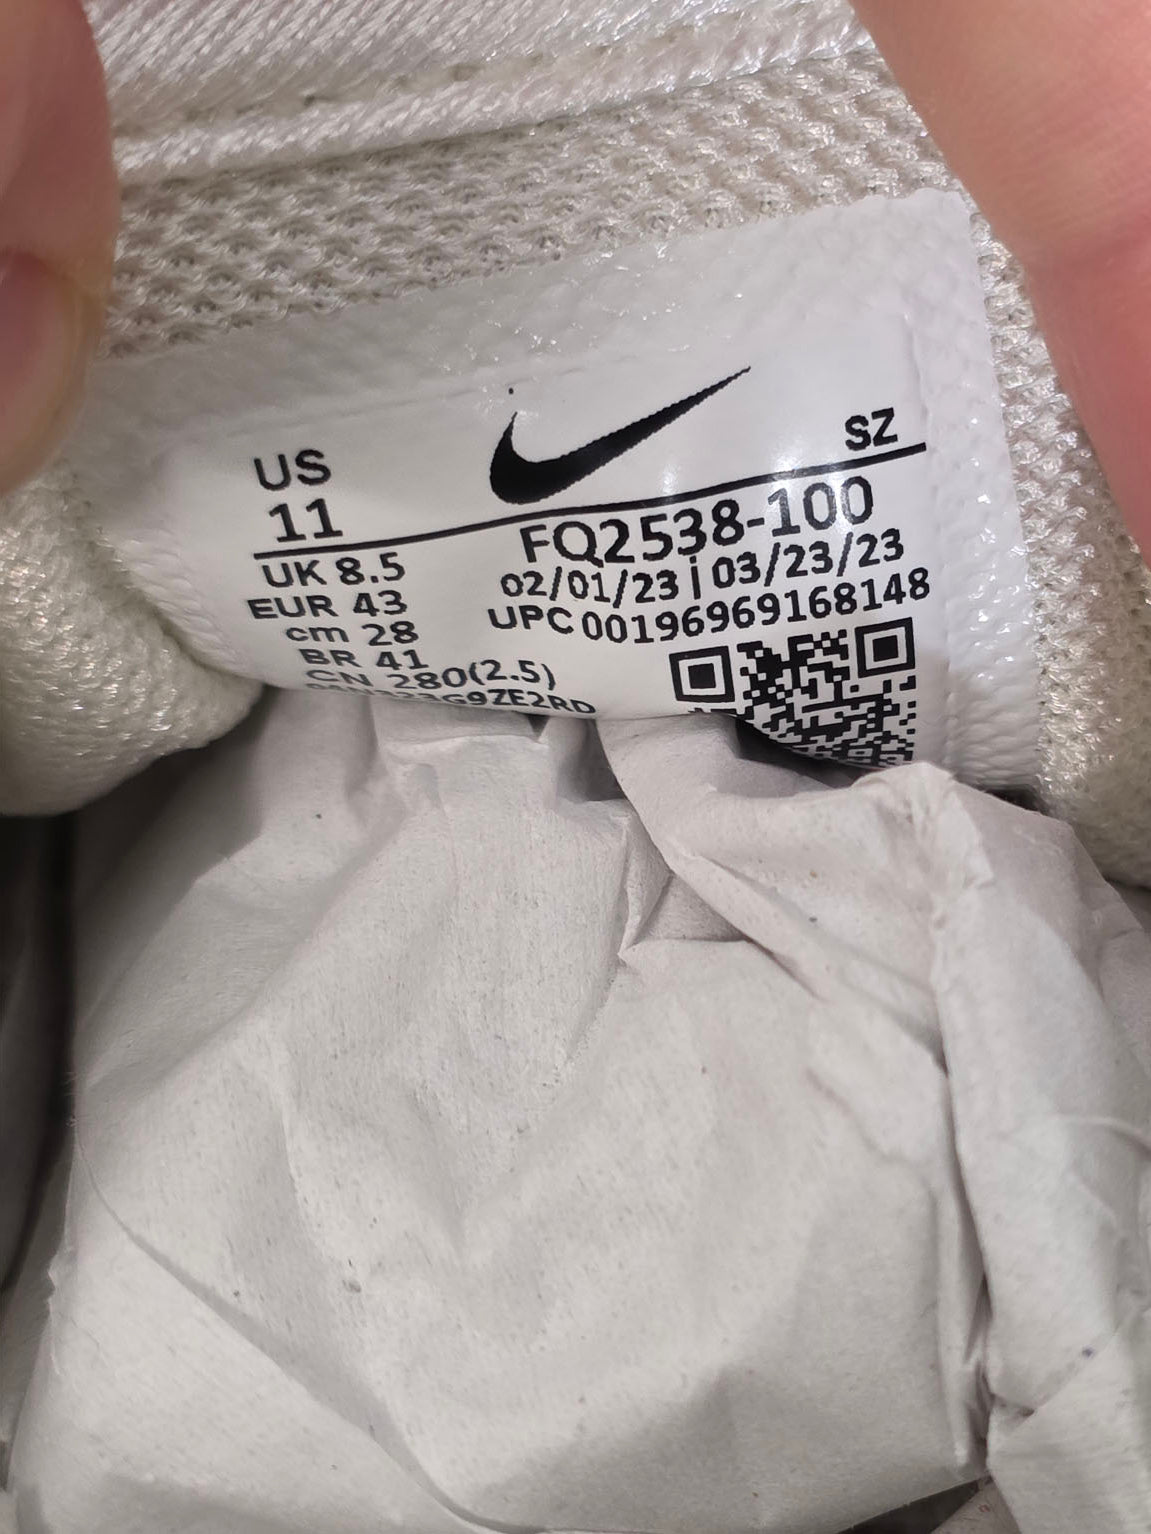 US
11
SZ
FQ2538-100
02/01/23 | 03/23/23
UPC 00196969168148
UK 8.5
EUR 43
cm 28
BR 41
CN 280(2.5)